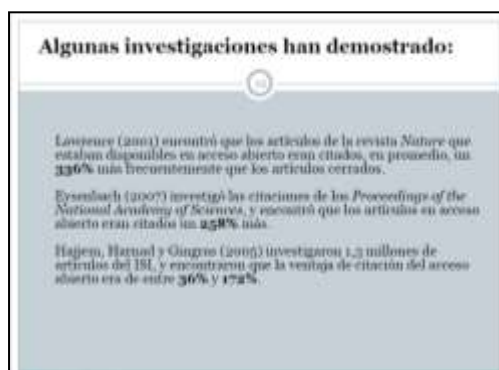 Algunas investigaciones han demostrado:
Lawrence (2001) encontró que los artículos de la revista Nature que
estaban disponibles en acceso abierto eran citados, en promedio, un
336% más frecuentemente que los artículos cerrados.
Eysenbach (2007) investigó las citaciones de los Proceedings of the
National Academy of Sciences, y encontró que los artículos en acceso
abierto eran citados un 258% más.
Hajjem, Harnad y Gingras (2005) investigaron 1,3 millones de
artículos del ISI, y encontraron que la ventaja de citación del acceso
abierto era de entre 36% y 172%.